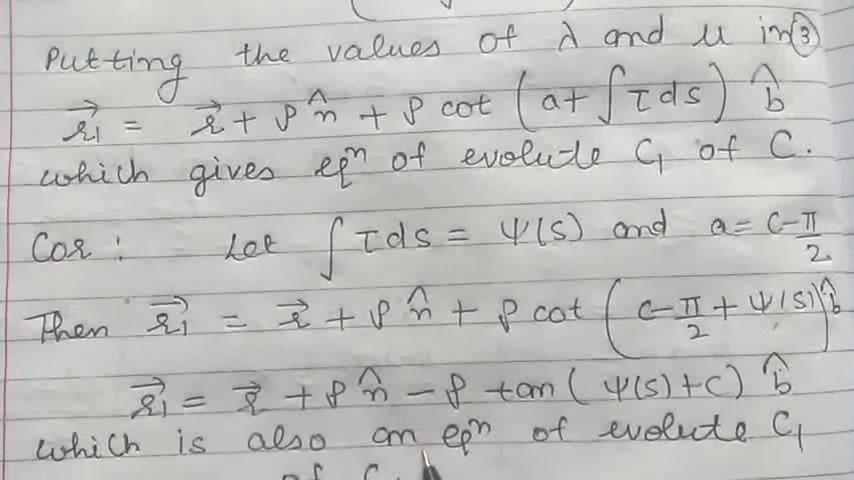 Putting the values of λ and μ in ③
r⃗₁ = r⃗ + ρ n̂ + ρ cot (a + ∫ τ ds) b̂
which gives eqⁿ of evolute C₁ of C.
Cor : Let ∫ τ ds = ψ(s) and a = c - π/2
Then r⃗₁ = r⃗ + ρ n̂ + ρ cot (c - π/2 + ψ(s)) b̂
r⃗₁ = r⃗ + ρ n̂ - ρ tan (ψ(s) + c) b̂
which is also an eqⁿ of evolute C₁
of C.